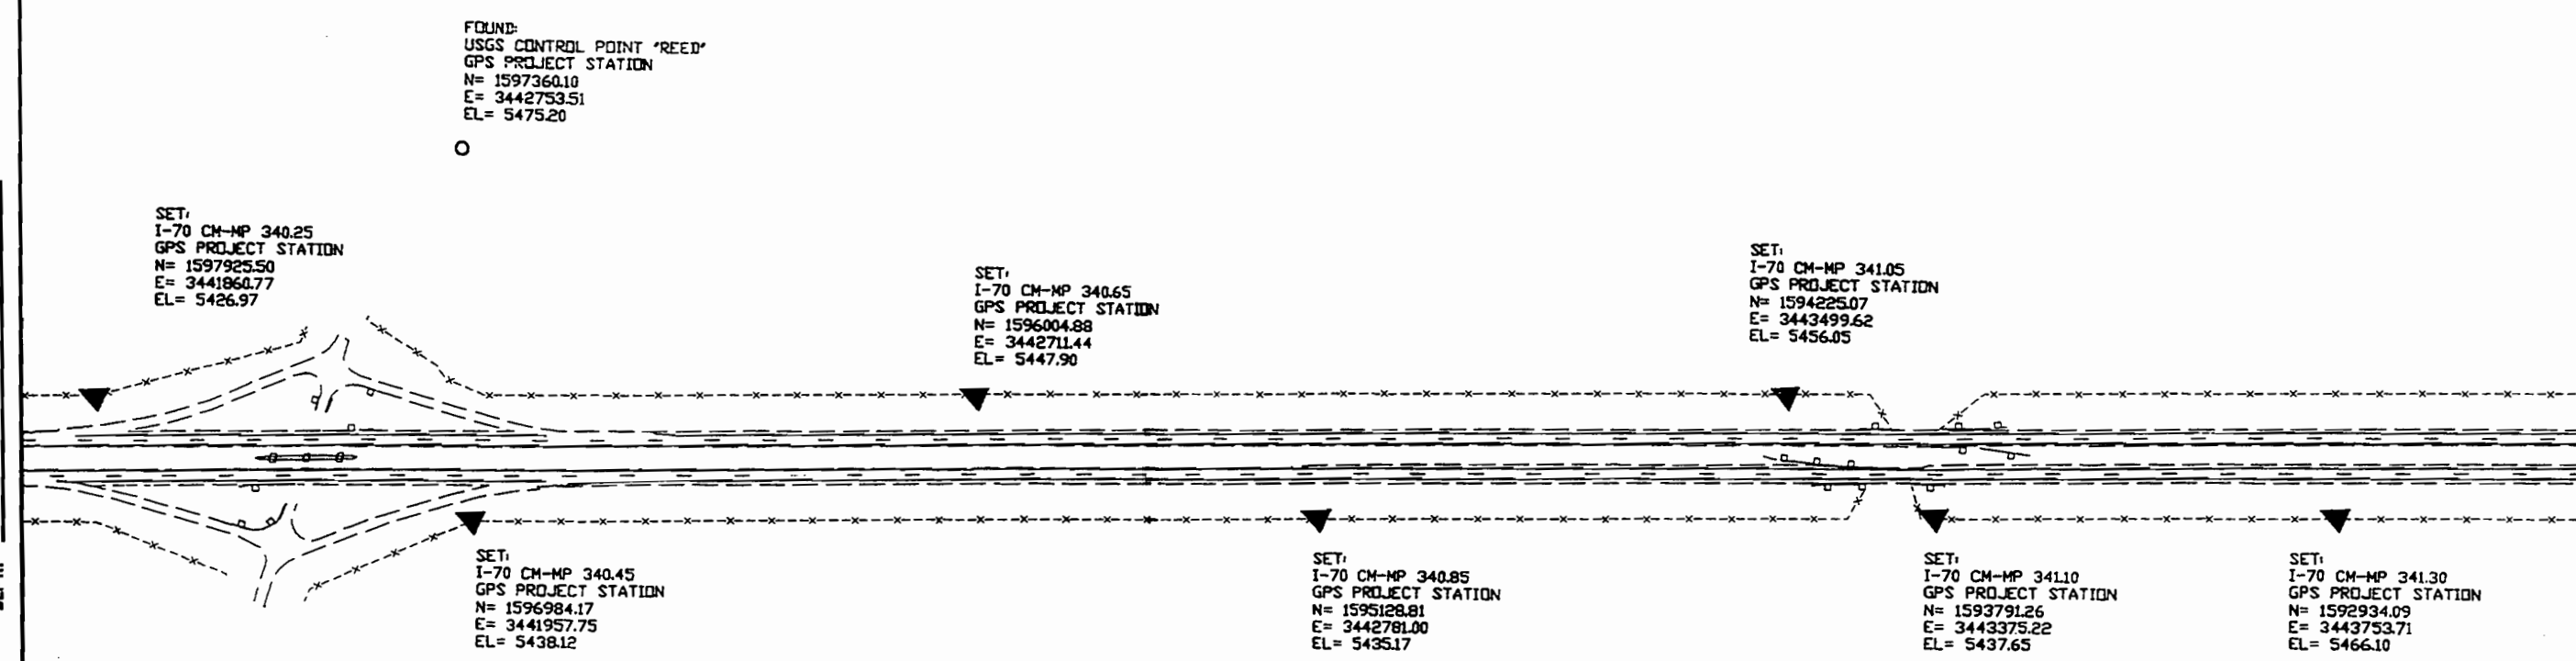 FOUND:
USGS CONTROL POINT "REED"
GPS PROJECT STATION
N= 1597360.10
E= 3442753.51
EL= 5475.20
SET:
I-70 CM-MP 340.25
GPS PROJECT STATION
N= 1597925.50
E= 3441860.77
EL= 5426.97
SET:
I-70 CM-MP 340.65
GPS PROJECT STATION
N= 1596004.88
E= 3442711.44
EL= 5447.90
SET:
I-70 CM-MP 341.05
GPS PROJECT STATION
N= 1594225.07
E= 3443499.62
EL= 5456.05
SET:
I-70 CM-MP 340.45
GPS PROJECT STATION
N= 1596984.17
E= 3441957.75
EL= 5438.12
SET:
I-70 CM-MP 340.85
GPS PROJECT STATION
N= 1595128.81
E= 3442781.00
EL= 5435.17
SET:
I-70 CM-MP 341.10
GPS PROJECT STATION
N= 1593791.26
E= 3443375.22
EL= 5437.65
SET:
I-70 CM-MP 341.30
GPS PROJECT STATION
N= 1592934.09
E= 3443753.71
EL= 5466.10